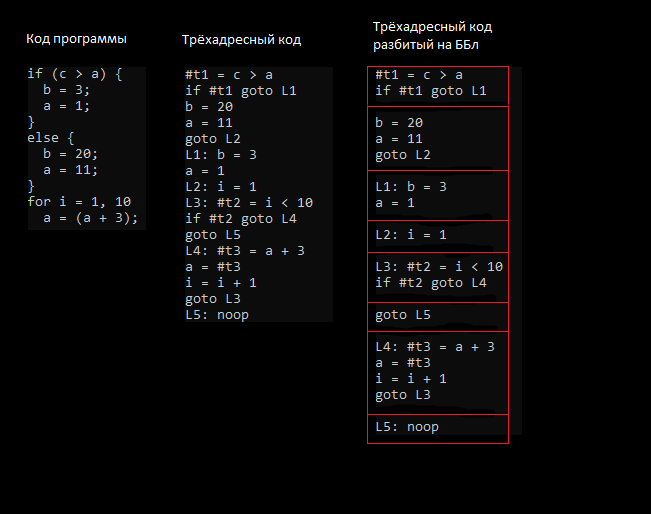 Код программы
if (c > a) {
  b = 3;
  a = 1;
}
else {
  b = 20;
  a = 11;
}
for i = 1, 10
  a = (a + 3);
Трёхадресный код
#t1 = c > a
if #t1 goto L1
b = 20
a = 11
goto L2
L1: b = 3
a = 1
L2: i = 1
L3: #t2 = i < 10
if #t2 goto L4
goto L5
L4: #t3 = a + 3
a = #t3
i = i + 1
goto L3
L5: noop
Трёхадресный код
разбитый на ББл
#t1 = c > a
if #t1 goto L1
b = 20
a = 11
goto L2
L1: b = 3
a = 1
L2: i = 1
L3: #t2 = i < 10
if #t2 goto L4
goto L5
L4: #t3 = a + 3
a = #t3
i = i + 1
goto L3
L5: noop